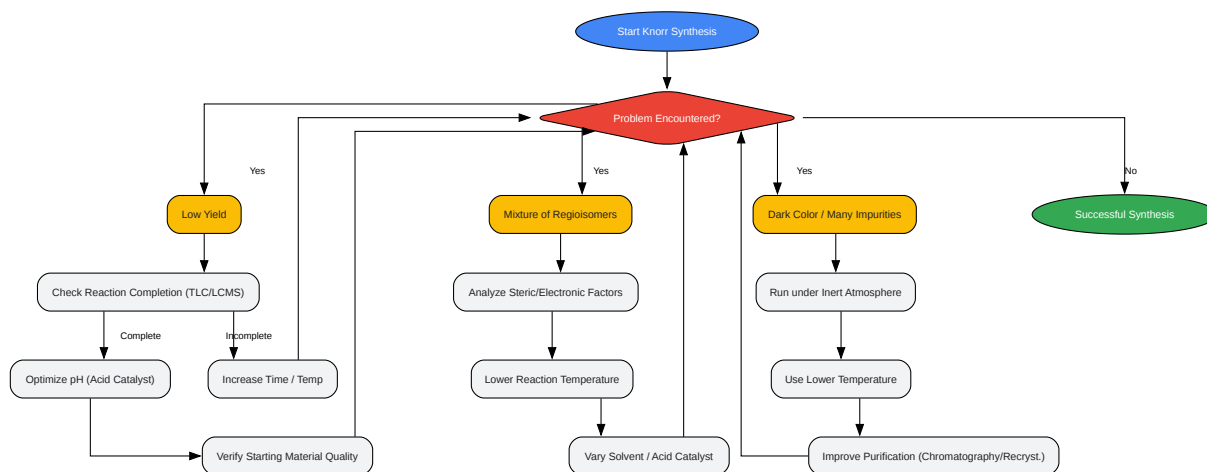 Start Knorr Synthesis
Problem Encountered?
Yes
Yes
Yes
No
Low Yield
Mixture of Regioisomers
Dark Color / Many Impurities
Successful Synthesis
Check Reaction Completion (TLC/LCMS)
Analyze Steric/Electronic Factors
Run under Inert Atmosphere
Complete
Incomplete
Optimize pH (Acid Catalyst)
Increase Time / Temp
Lower Reaction Temperature
Use Lower Temperature
Verify Starting Material Quality
Vary Solvent / Acid Catalyst
Improve Purification (Chromatography/Recryst.)